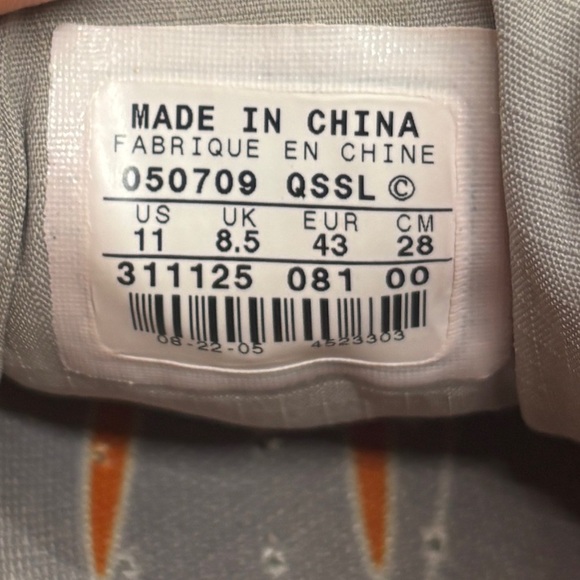 MADE IN CHINA
FABRIQUE EN CHINE
050709 QSSL ©
US UK EUR CM
11 8.5 43 28
311125 081 00
08-22-05 4523303